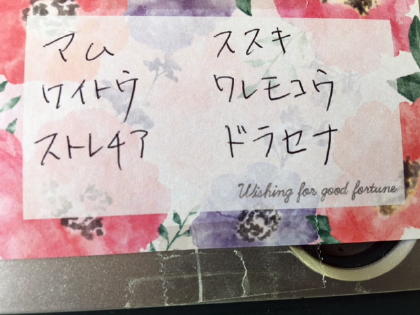 マム
ワイトウ
ストレチア
ススキ
ワレモコウ
ドラセナ
Wishing for good fortune